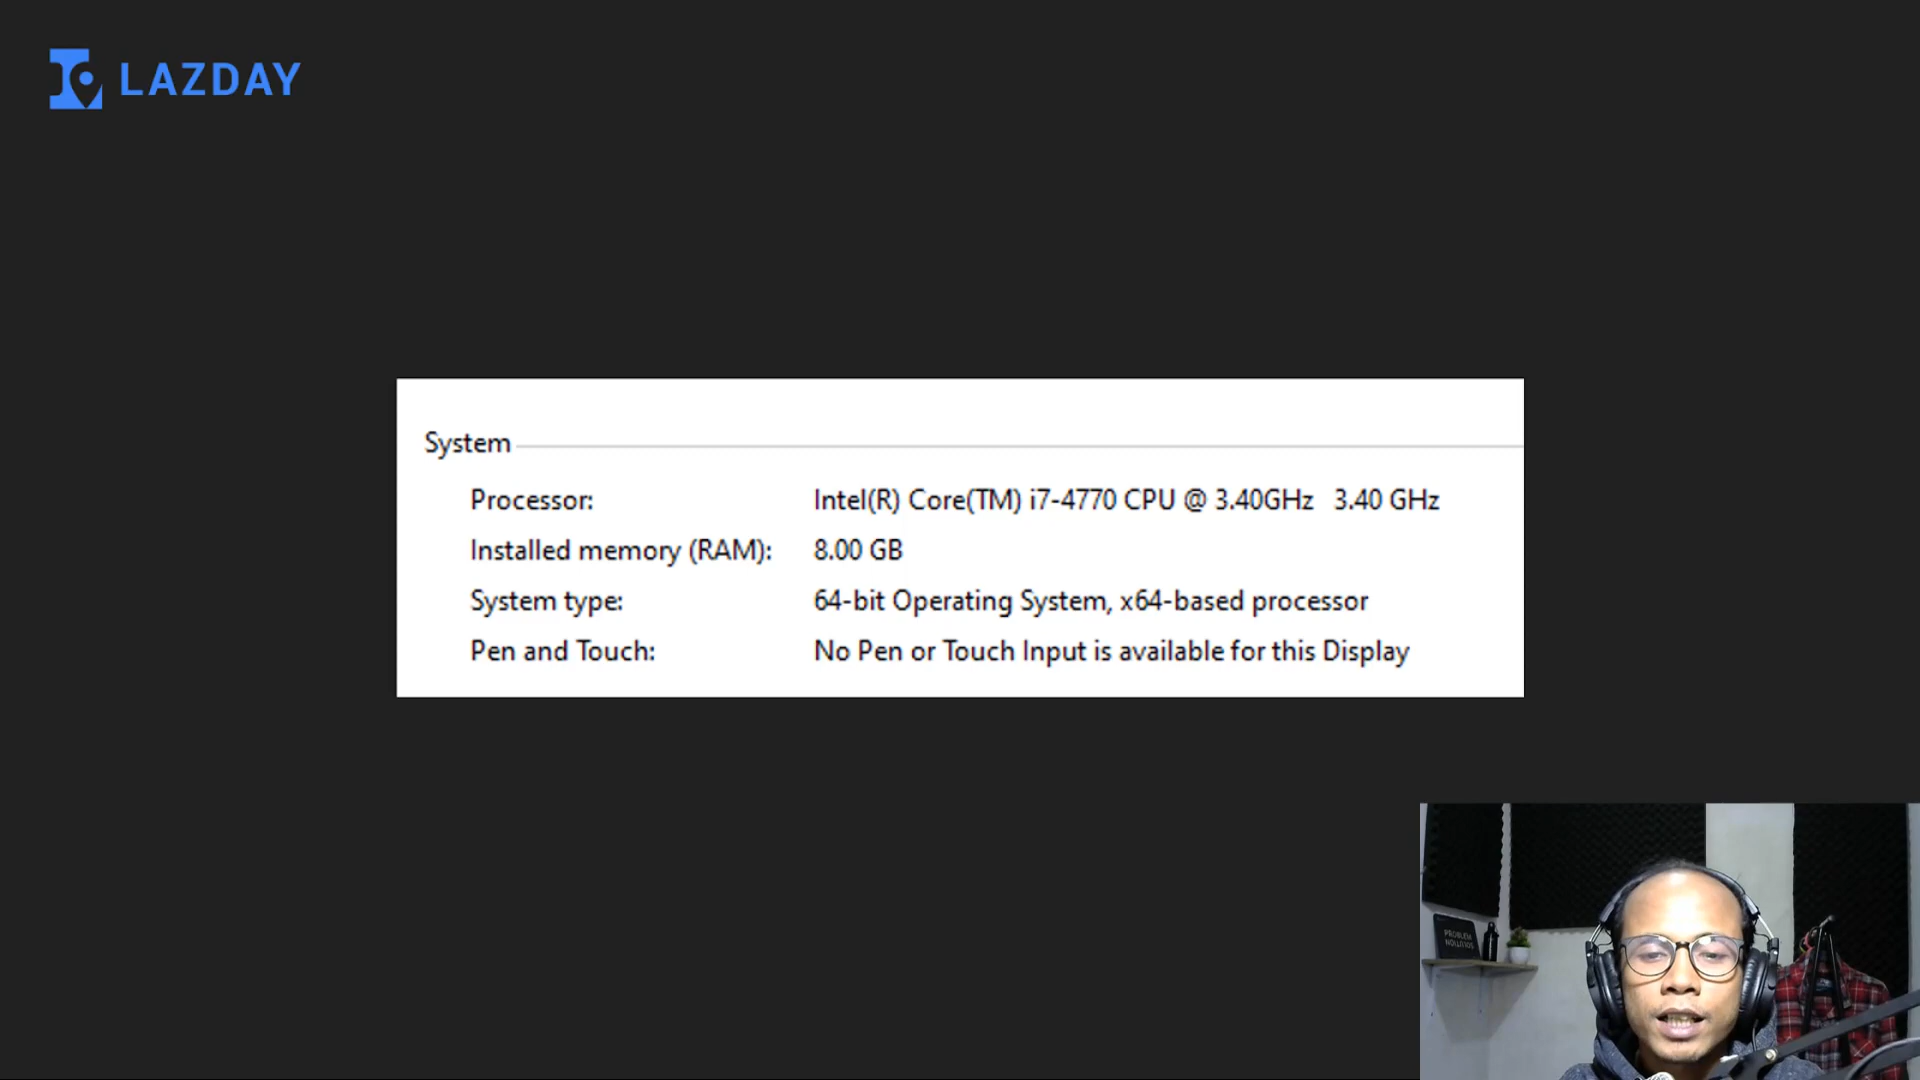 LAZDAY
System
Processor: Intel(R) Core(TM) i7-4770 CPU @ 3.40GHz 3.40 GHz
Installed memory (RAM): 8.00 GB
System type: 64-bit Operating System, x64-based processor
Pen and Touch: No Pen or Touch Input is available for this Display
PROBLEM
SOLUTION